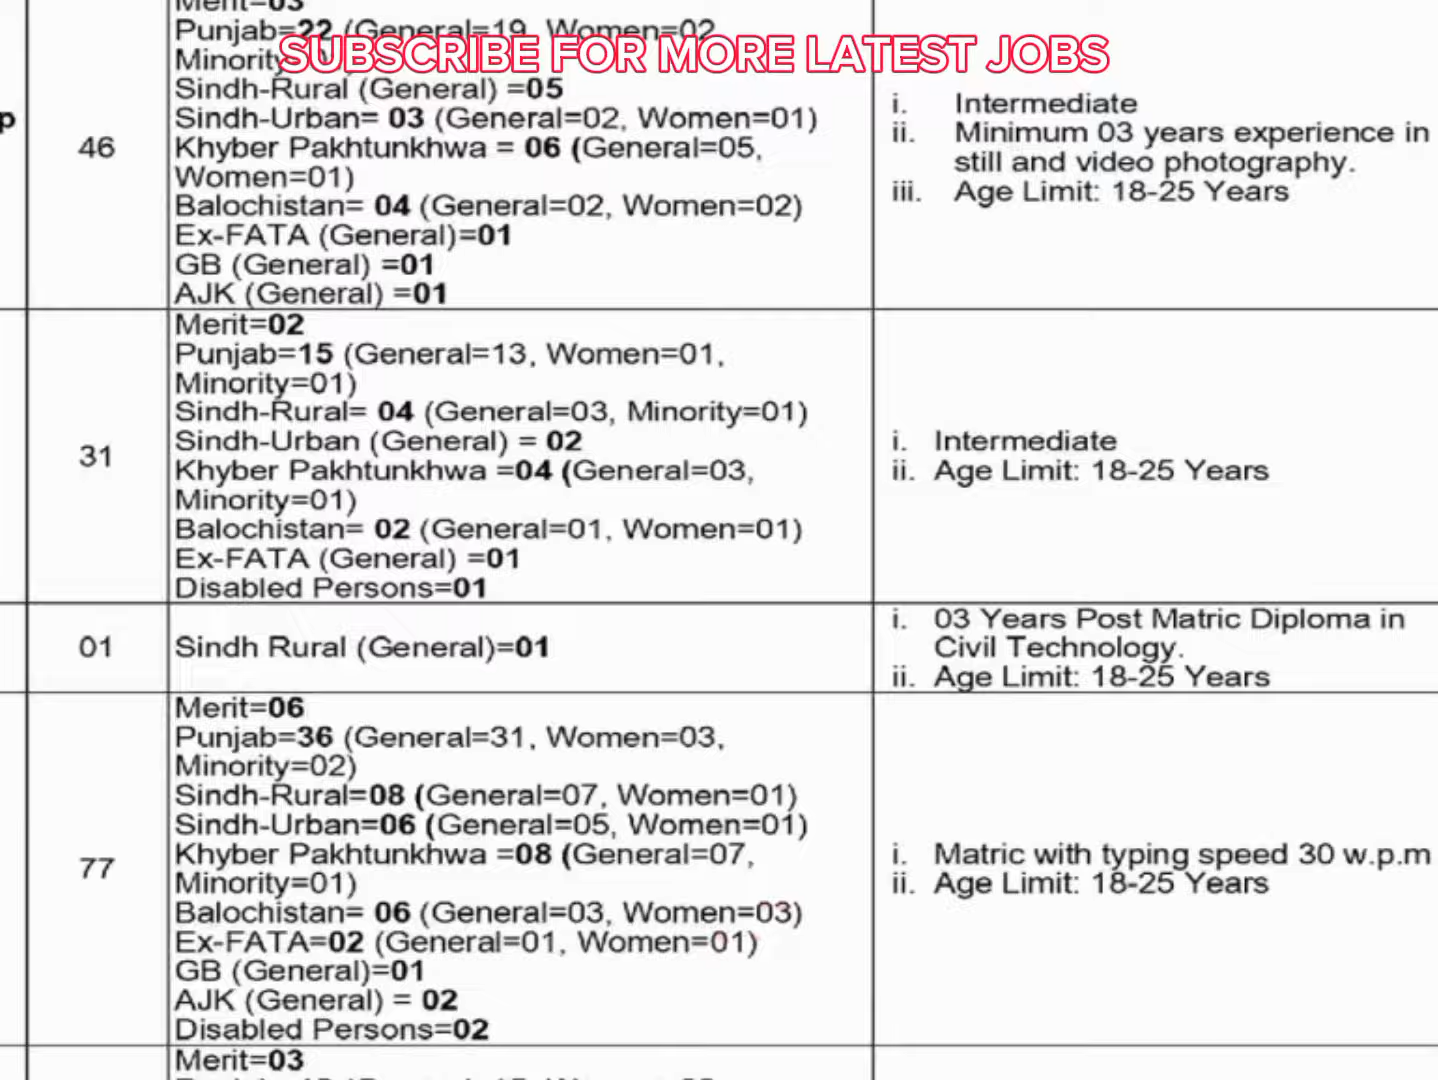 Merit=03
Punjab=22 (General=19, Women=02
Minority
SUBSCRIBE FOR MORE LATEST JOBS
Sindh-Rural (General) =05
Sindh-Urban= 03 (General=02, Women=01)
Khyber Pakhtunkhwa = 06 (General=05,
Women=01)
Balochistan= 04 (General=02, Women=02)
Ex-FATA (General)=01
GB (General) =01
AJK (General) =01
p
46
i. Intermediate
ii. Minimum 03 years experience in
still and video photography.
iii. Age Limit: 18-25 Years
31
Merit=02
Punjab=15 (General=13, Women=01,
Minority=01)
Sindh-Rural= 04 (General=03, Minority=01)
Sindh-Urban (General) = 02
Khyber Pakhtunkhwa =04 (General=03,
Minority=01)
Balochistan= 02 (General=01, Women=01)
Ex-FATA (General) =01
Disabled Persons=01
i. Intermediate
ii. Age Limit: 18-25 Years
01
Sindh Rural (General)=01
i. 03 Years Post Matric Diploma in
Civil Technology.
ii. Age Limit: 18-25 Years
77
Merit=06
Punjab=36 (General=31, Women=03,
Minority=02)
Sindh-Rural=08 (General=07, Women=01)
Sindh-Urban=06 (General=05, Women=01)
Khyber Pakhtunkhwa =08 (General=07,
Minority=01)
Balochistan= 06 (General=03, Women=03)
Ex-FATA=02 (General=01, Women=01)
GB (General)=01
AJK (General) = 02
Disabled Persons=02
i. Matric with typing speed 30 w.p.m
ii. Age Limit: 18-25 Years
Merit=03